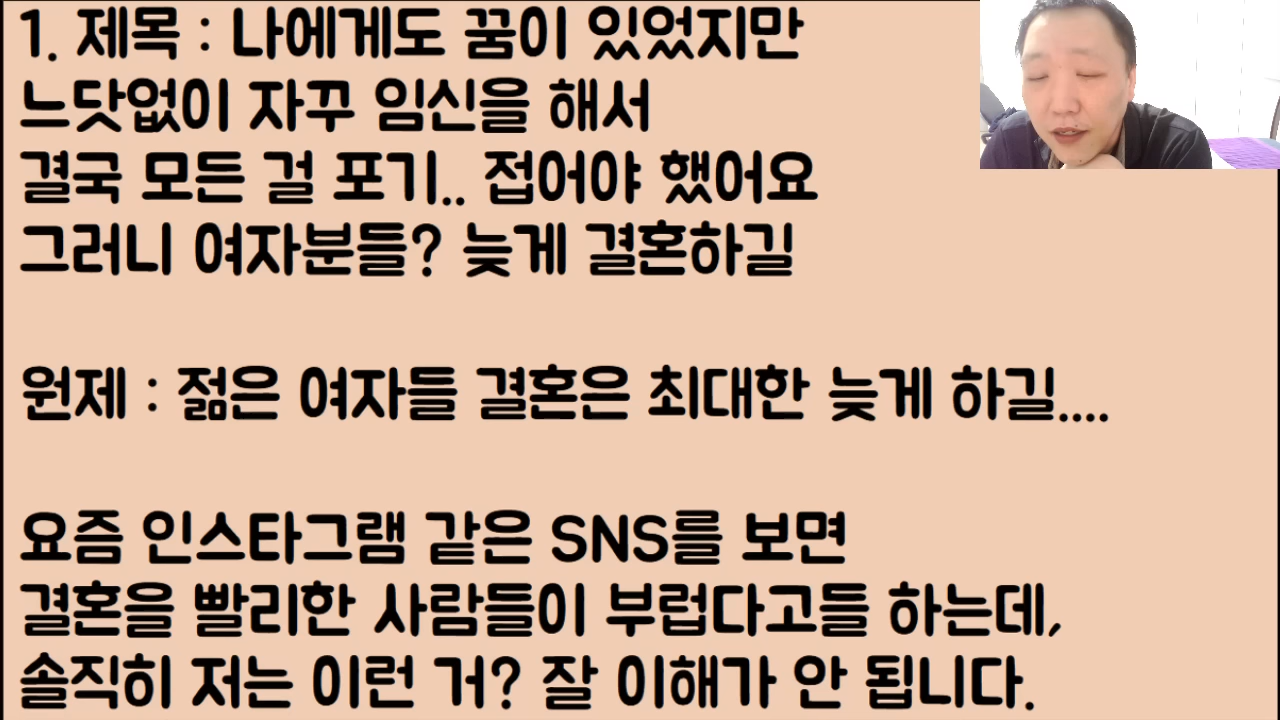 1. 제목 : 나에게도 꿈이 있었지만
느닷없이 자꾸 임신을 해서
결국 모든 걸 포기.. 접어야 했어요
그러니 여자분들? 늦게 결혼하길
원제 : 젊은 여자들 결혼은 최대한 늦게 하길....
요즘 인스타그램 같은 SNS를 보면
결혼을 빨리한 사람들이 부럽다고들 하는데,
솔직히 저는 이런 거? 잘 이해가 안 됩니다.